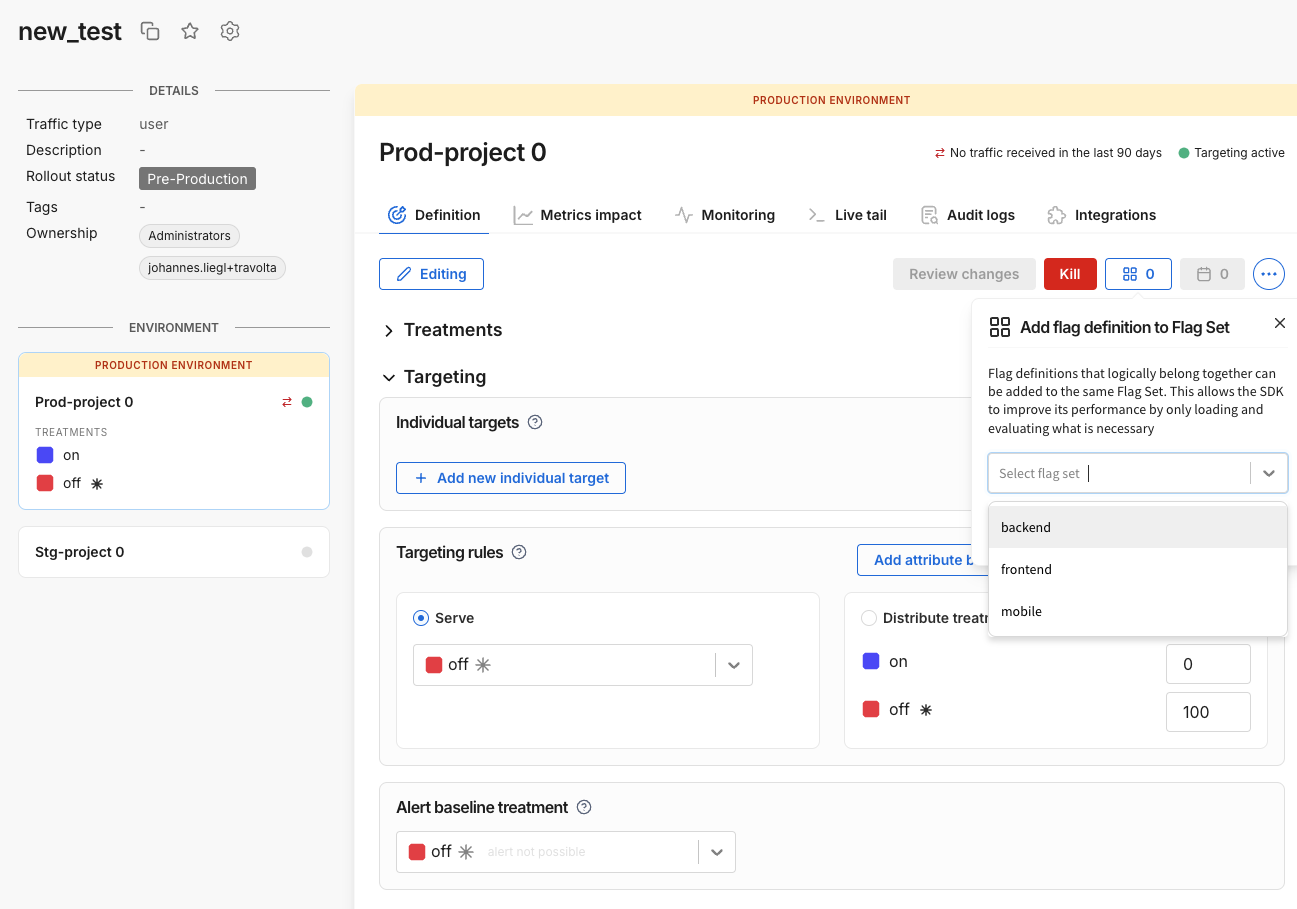 new_test
DETAILS
Traffic type user
Description -
Rollout status Pre-Production
Tags -
Ownership Administrators
johannes.liegl+travolta
ENVIRONMENT
PRODUCTION ENVIRONMENT
Prod-project 0
TREATMENTS
on
off
Stg-project 0
PRODUCTION ENVIRONMENT
Prod-project 0
No traffic received in the last 90 days
Targeting active
Definition Metrics impact Monitoring Live tail Audit logs Integrations
Editing
Review changes Kill 0 0
Treatments
Targeting
Individual targets
Add new individual target
Targeting rules
Add attribute b
Serve
off
Distribute treatr
on 0
off 100
Alert baseline treatment
off alert not possible
Add flag definition to Flag Set
Flag definitions that logically belong together can
be added to the same Flag Set. This allows the SDK
to improve its performance by only loading and
evaluating what is necessary
Select flag set
backend
frontend
mobile